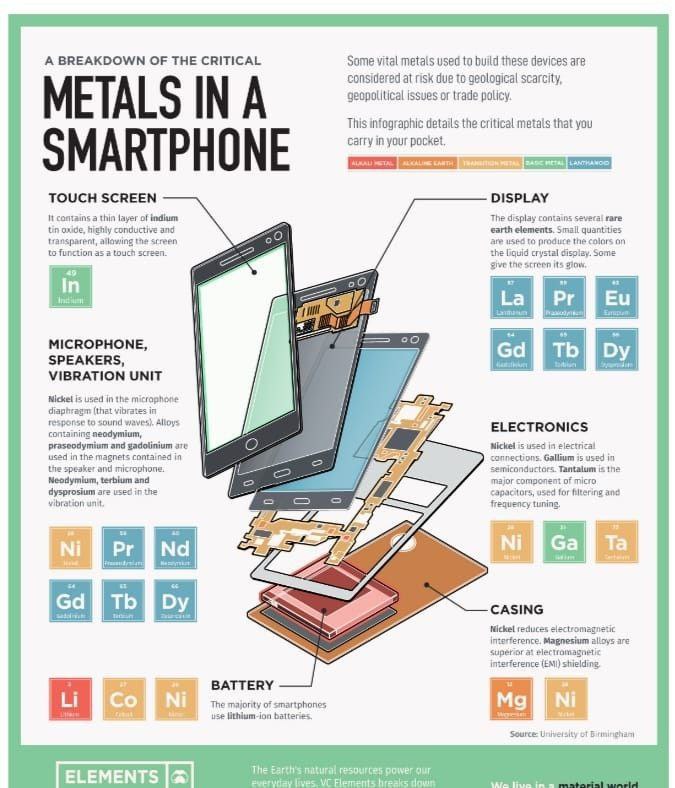 A BREAKDOWN OF THE CRITICAL
METALS IN A
SMARTPHONE
Some vital metals used to build these devices are
considered at risk due to geological scarcity,
geopolitical issues or trade policy.
This infographic details the critical metals that you
carry in your pocket.
ALKALI METAL ALKALINE EARTH TRANSITION METAL BASIC METAL LANTHANOID
TOUCH SCREEN
It contains a thin layer of indium
tin oxide, highly conductive and
transparent, allowing the screen
to function as a touch screen.
49
In
Indium
DISPLAY
The display contains several rare
earth elements. Small quantities
are used to produce the colors on
the liquid crystal display. Some
give the screen its glow.
57 59 63
La Pr Eu
Lanthanum Praseodymium Europium
64 65 66
Gd Tb Dy
Gadolinium Terbium Dysprosium
MICROPHONE,
SPEAKERS,
VIBRATION UNIT
Nickel is used in the microphone
diaphragm (that vibrates in
response to sound waves). Alloys
containing neodymium,
praseodymium and gadolinium are
used in the magnets contained in
the speaker and microphone.
Neodymium, terbium and
dysprosium are used in the
vibration unit.
28 59 60
Ni Pr Nd
Nickel Praseodymium Neodymium
64 65 66
Gd Tb Dy
Gadolinium Terbium Dysprosium
ELECTRONICS
Nickel is used in electrical
connections. Gallium is used in
semiconductors. Tantalum is the
major component of micro
capacitors, used for filtering and
frequency tuning.
28 31 73
Ni Ga Ta
Nickel Gallium Tantalum
CASING
Nickel reduces electromagnetic
interference. Magnesium alloys are
superior at electromagnetic
interference (EMI) shielding.
12 28
Mg Ni
Magnesium Nickel
3 27 28
Li Co Ni
Lithium Cobalt Nickel
BATTERY
The majority of smartphones
use lithium-ion batteries.
Source: University of Birmingham
ELEMENTS
The Earth's natural resources power our
everyday lives. VC Elements breaks down
We live in a material world